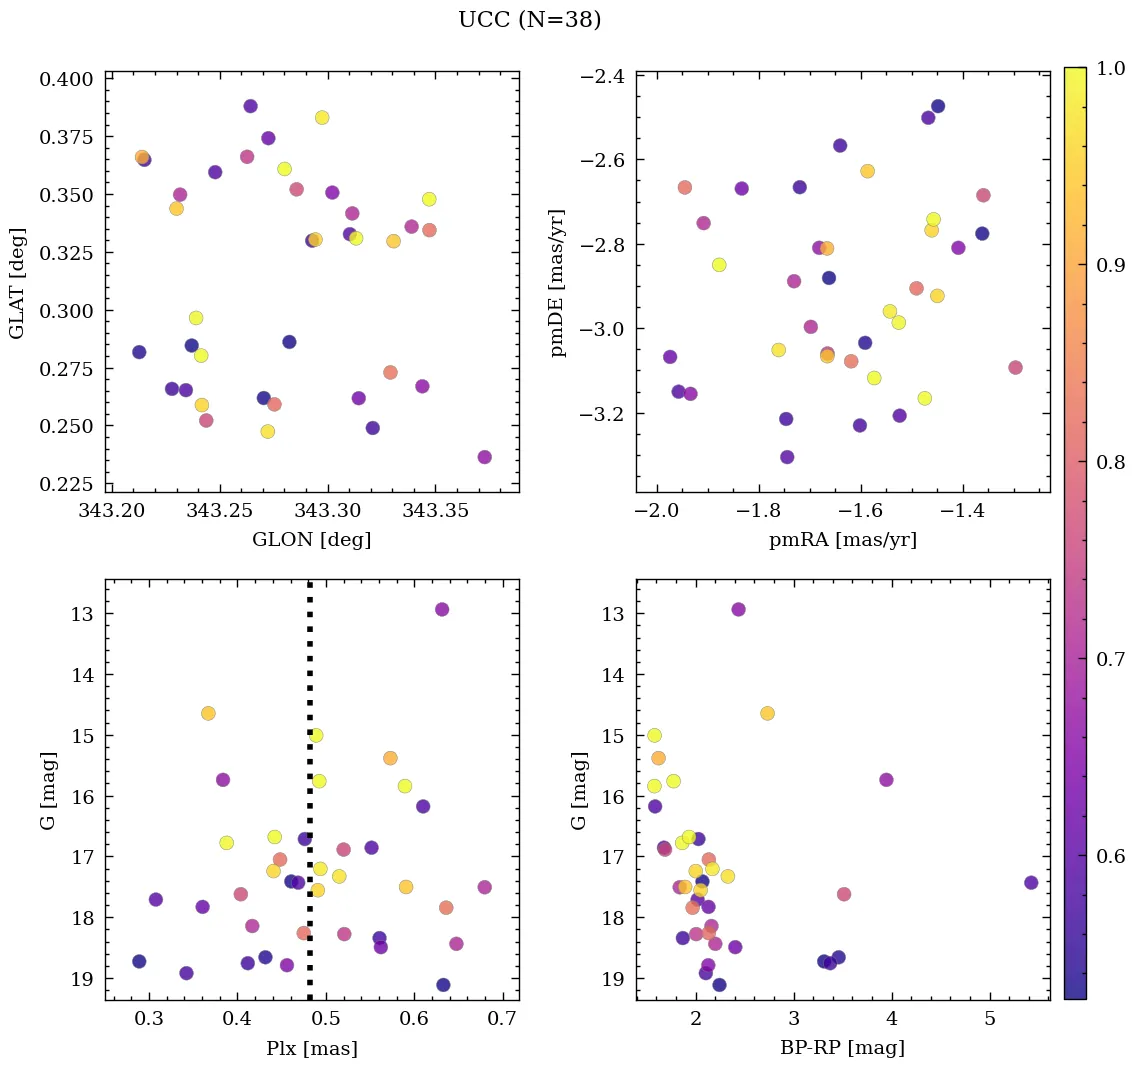 UCC (N=38)
0.400
0.375
0.350
0.325
0.300
0.275
0.250
0.225
GLAT [deg]
343.20 343.25 343.30 343.35
GLON [deg]
−2.4
−2.6
−2.8
−3.0
−3.2
pmDE [mas/yr]
−2.0 −1.8 −1.6 −1.4
pmRA [mas/yr]
13
14
15
16
17
18
19
G [mag]
0.3 0.4 0.5 0.6 0.7
Plx [mas]
13
14
15
16
17
18
19
G [mag]
2 3 4 5
BP-RP [mag]
1.0
0.9
0.8
0.7
0.6